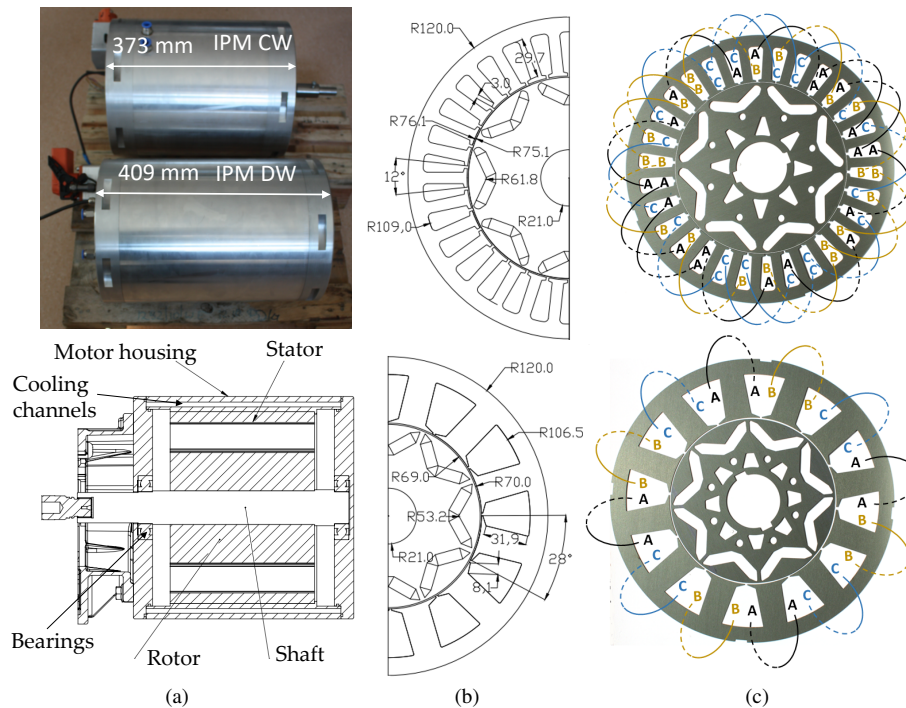 373 mm IPM CW
409 mm IPM DW
Motor housing
Stator
Cooling
channels
Bearings
Rotor
Shaft
(a)
R120.0
29,7
3,0
R76.1
R75.1
12°
R61.8
R109,0
R21.0
R120.0
R106.5
R69.0
R70.0
R53.2
31,9
R21.0
28°
8,1
(b)
C A A B B C
B C C A
B A A B
A C B C
C B B A A C
(c)